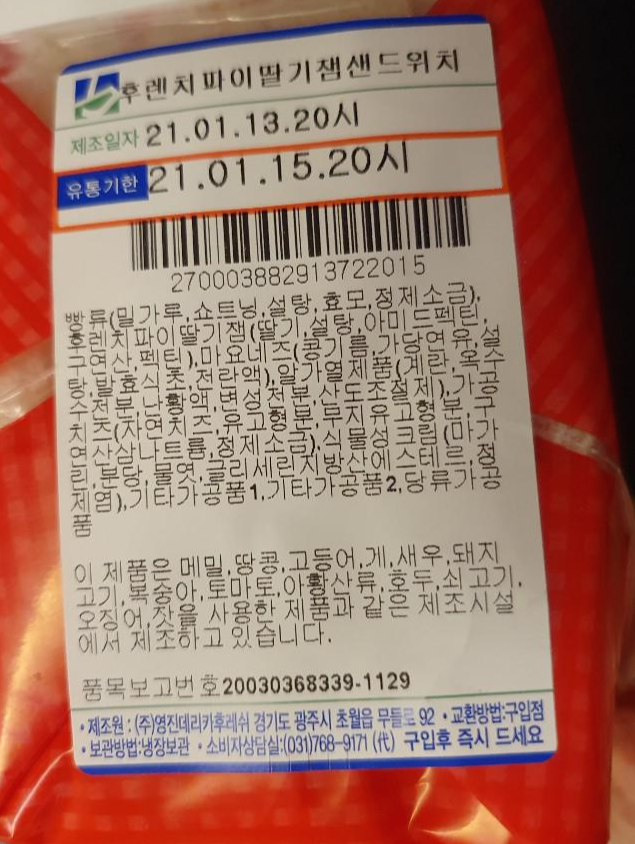 후렌치파이딸기잼샌드위치
제조일자 21.01.13.20시
유통기한 21.01.15.20시
270003882913722015
빵류(밀가루,쇼트닝,설탕,효모,정제소금),
후렌치파이딸기잼(딸기,설탕,아미드펙틴,
구연산,펙틴),마요네즈(콩기름,가당연유,설
탕,발효식초,전란액),알가열제품(계란,옥수
수전분,난황액,변성전분,산도조절제),가공
치즈(자연치즈,유고형분,무지유고형분,구
연산삼나트륨,정제소금),식물성크림(마가
린,부당,물엿,글리세린지방산에스테르,정
제염),기타가공품1,기타가공품2,당류가공
품
이 제품은 메밀,땅콩,고등어,게,새우,돼지
고기,복숭아,토마토,아황산류,호두,쇠고기,
오징어,잣을 사용한 제품과 같은 제조시설
에서 제조하고 있습니다.
품목보고번호20030368339-1129
•제조원 : (주)영진데리카후레쉬 경기도 광주시 초월읍 무들로 92 •교환방법:구입점
•보관방법:냉장보관 •소비자상담실:(031)768-9171 (代) 구입후 즉시 드세요